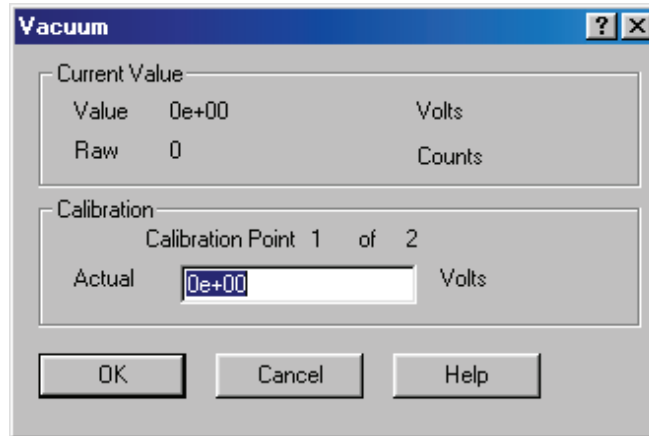 Vacuum
Current Value
Value 0e+00 Volts
Raw 0 Counts
Calibration
Calibration Point 1 of 2
Actual 0e+00 Volts
OK Cancel Help